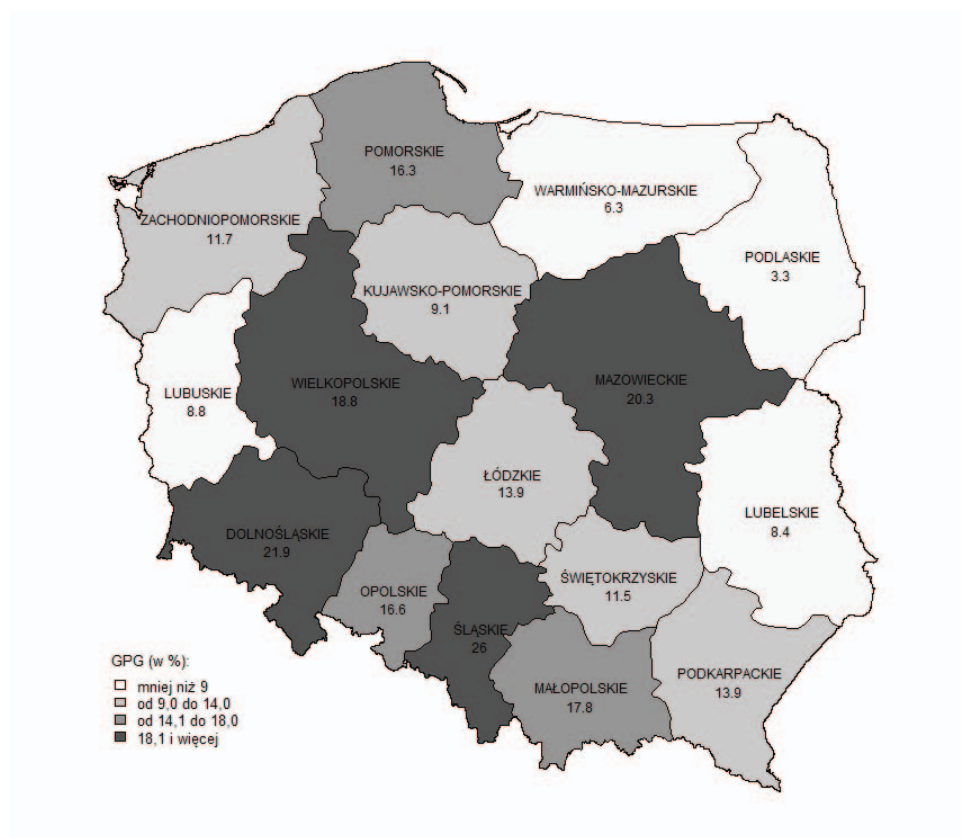 POMORSKIE
16.3
WARMIŃSKO-MAZURSKIE
6.3
ZACHODNIOPOMORSKIE
11.7
PODLASKIE
3.3
KUJAWSKO-POMORSKIE
9.1
WIELKOPOLSKIE
18.8
MAZOWIECKIE
20.3
LUBUSKIE
8.8
ŁÓDZKIE
13.9
LUBELSKIE
8.4
DOLNOŚLĄSKIE
21.9
OPOLSKIE
16.6
ŚWIĘTOKRZYSKIE
11.5
ŚLĄSKIE
26
MAŁOPOLSKIE
17.8
PODKARPACKIE
13.9
GPG (w %):
mniej niż 9
od 9,0 do 14,0
od 14,1 do 18,0
18,1 i więcej